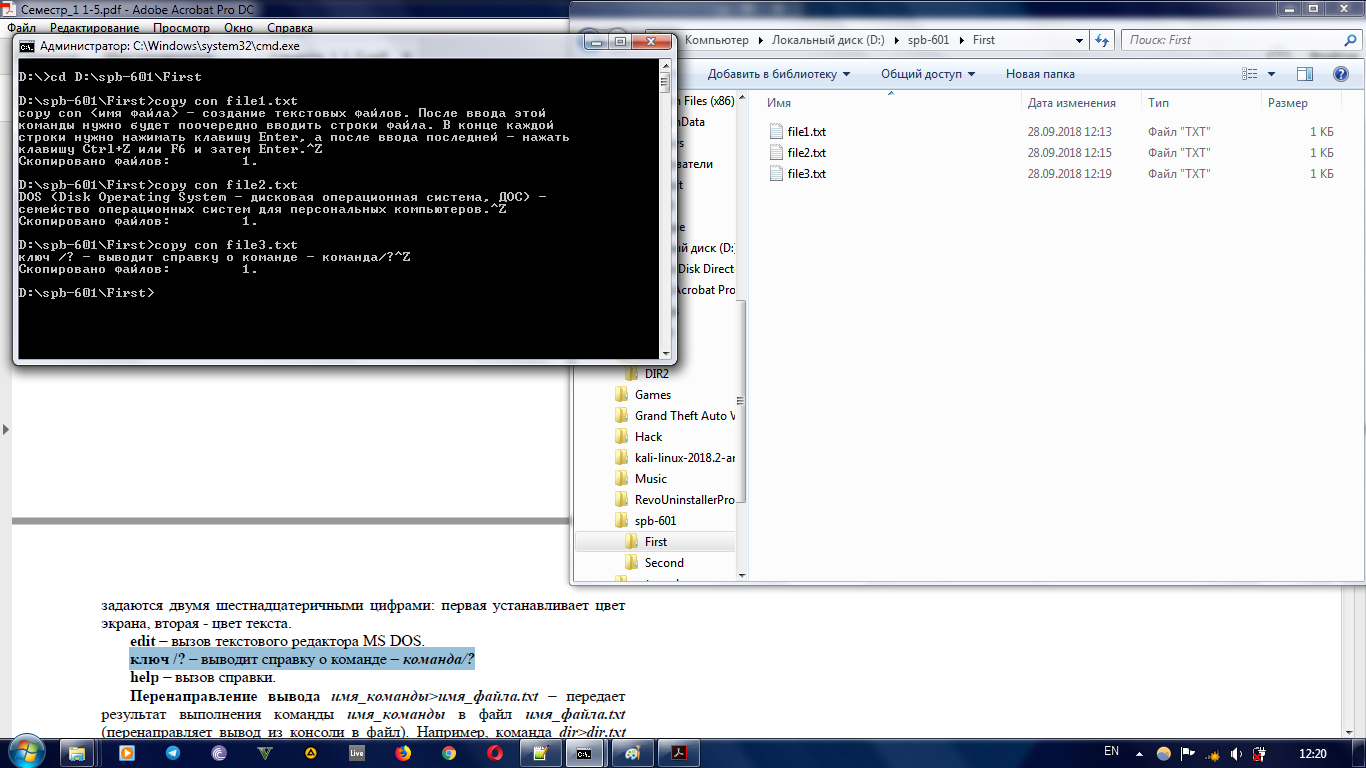 Семестр_1 1-5.pdf - Adobe Acrobat Pro DC
Файл Редактирование Просмотр Окно Справка
Администратор: C:\Windows\system32\cmd.exe
D:\>cd D:\spb-601\First
D:\spb-601\First>copy con file1.txt
copy con <имя файла> – создание текстовых файлов. После ввода этой
команды нужно будет поочередно вводить строки файла. В конце каждой
строки нужно нажимать клавишу Enter, а после ввода последней – нажать
клавишу Ctrl+Z или F6 и затем Enter.^Z
Скопировано файлов: 1.
D:\spb-601\First>copy con file2.txt
DOS (Disk Operating System – дисковая операционная система, ДОС) –
семейство операционных систем для персональных компьютеров.^Z
Скопировано файлов: 1.
D:\spb-601\First>copy con file3.txt
ключ /? – выводит справку о команде – команда/?^Z
Скопировано файлов: 1.
D:\spb-601\First>
Компьютер Локальный диск (D:) spb-601 First
Поиск: First
Добавить в библиотеку Общий доступ Новая папка
Имя Дата изменения Тип Размер
file1.txt 28.09.2018 12:13 Файл "TXT" 1 КБ
file2.txt 28.09.2018 12:15 Файл "TXT" 1 КБ
file3.txt 28.09.2018 12:19 Файл "TXT" 1 КБ
Files (x86)
DIR2
Games
Grand Theft Auto V
Hack
kali-linux-2018.2-a
Music
RevoUninstallerPro
spb-601
First
Second
задаются двумя шестнадцатеричными цифрами: первая устанавливает цвет
экрана, вторая - цвет текста.
edit – вызов текстового редактора MS DOS.
ключ /? – выводит справку о команде – команда/?
help – вызов справки.
Перенаправление вывода имя_команды>имя_файла.txt – передает
результат выполнения команды имя_команды в файл имя_файла.txt
(перенаправляет вывод из консоли в файл). Например, команда dir>dir.txt
Live
EN
12:20